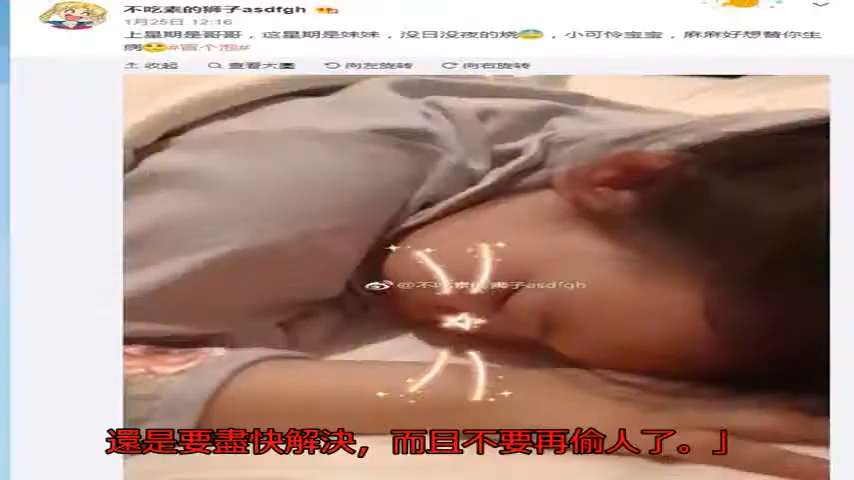 不吃素的狮子asdfgh
1月25日 12:16
上星期是哥哥，这星期是妹妹，没日没夜的烧，小可怜宝宝，麻麻好想替你生
病#冒个泡#
收起 查看大图 向左旋转 向右旋转
@不吃素的狮子asdfgh
還是要盡快解決，而且不要再偷人了。」